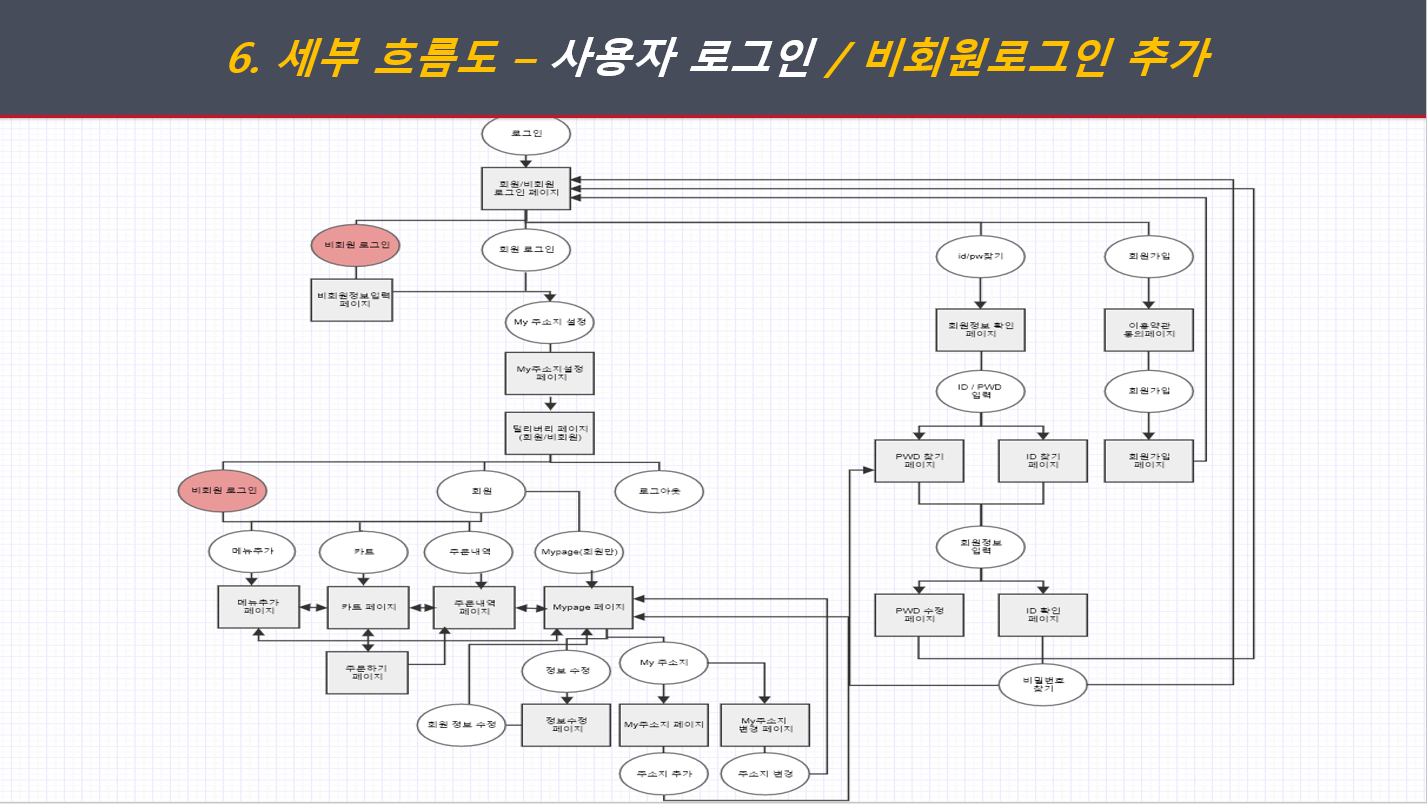 6. 세부 흐름도 – 사용자 로그인 / 비회원로그인 추가
로그인
회원/비회원
로그인 페이지
비회원 로그인
회원 로그인
id/pw찾기
회원가입
비회원정보입력
페이지
My 주소지 설정
회원정보 확인
페이지
이용약관
동의페이지
My주소지설정
페이지
ID / PWD
입력
회원가입
딜리버리 페이지
(회원/비회원)
PWD 찾기
페이지
ID 찾기
페이지
회원가입
페이지
비회원 로그인
회원
로그아웃
메뉴추가
카트
주문내역
Mypage(회원만)
회원정보
입력
메뉴추가
페이지
카트 페이지
주문내역
페이지
Mypage 페이지
PWD 수정
페이지
ID 확인
페이지
주문하기
페이지
정보 수정
My 주소지
비밀번호
찾기
회원 정보 수정
정보수정
페이지
My주소지 페이지
My주소지
변경 페이지
주소지 추가
주소지 변경